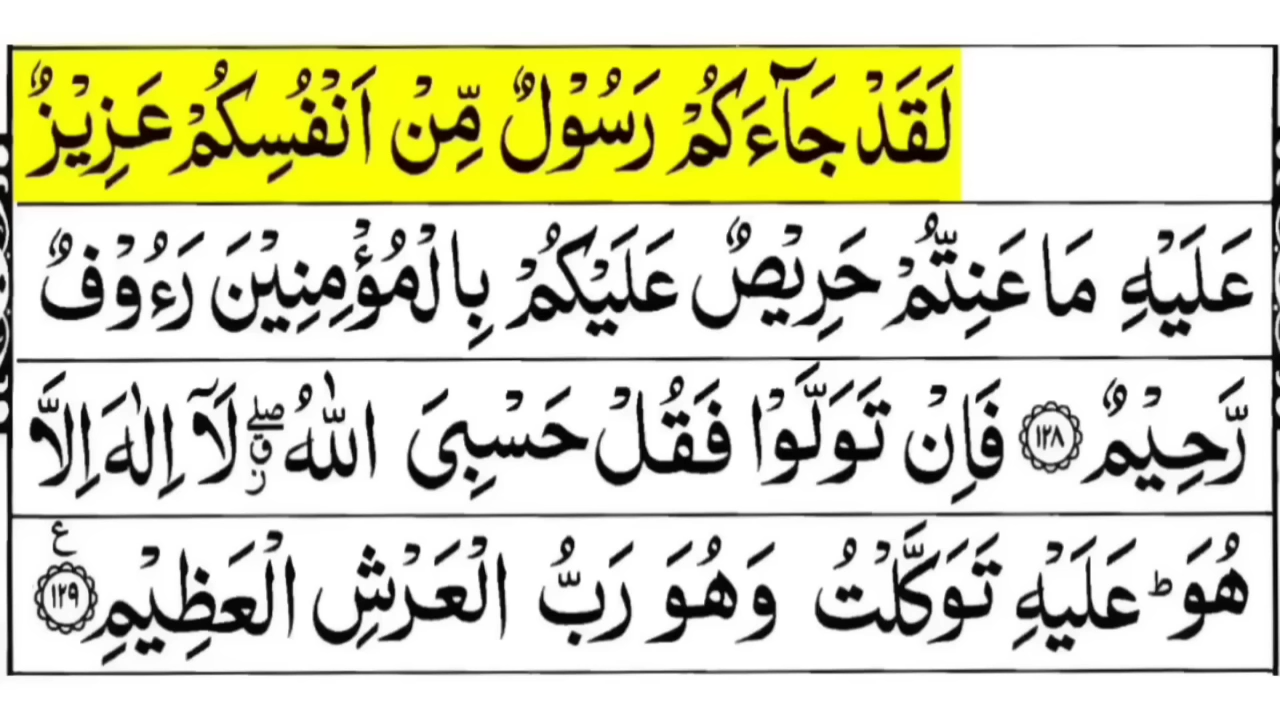 لَقَدْ جَآءَكُمْ رَسُوْلٌ مِّنْ اَنْفُسِكُمْ عَزِيْزٌ
عَلَيْهِ مَا عَنِتُّمْ حَرِيْصٌ عَلَيْكُمْ بِالْمُؤْمِنِيْنَ رَءُوْفٌ
رَّحِيْمٌ ۝١٢٨ فَاِنْ تَوَلَّوْا فَقُلْ حَسْبِىَ اللّٰهُ ۖ ق ز لَآ اِلٰهَ اِلَّا
هُوَ ؕ عَلَيْهِ تَوَكَّلْتُ وَهُوَ رَبُّ الْعَرْشِ الْعَظِيْمِ ۝١٢٩ ع